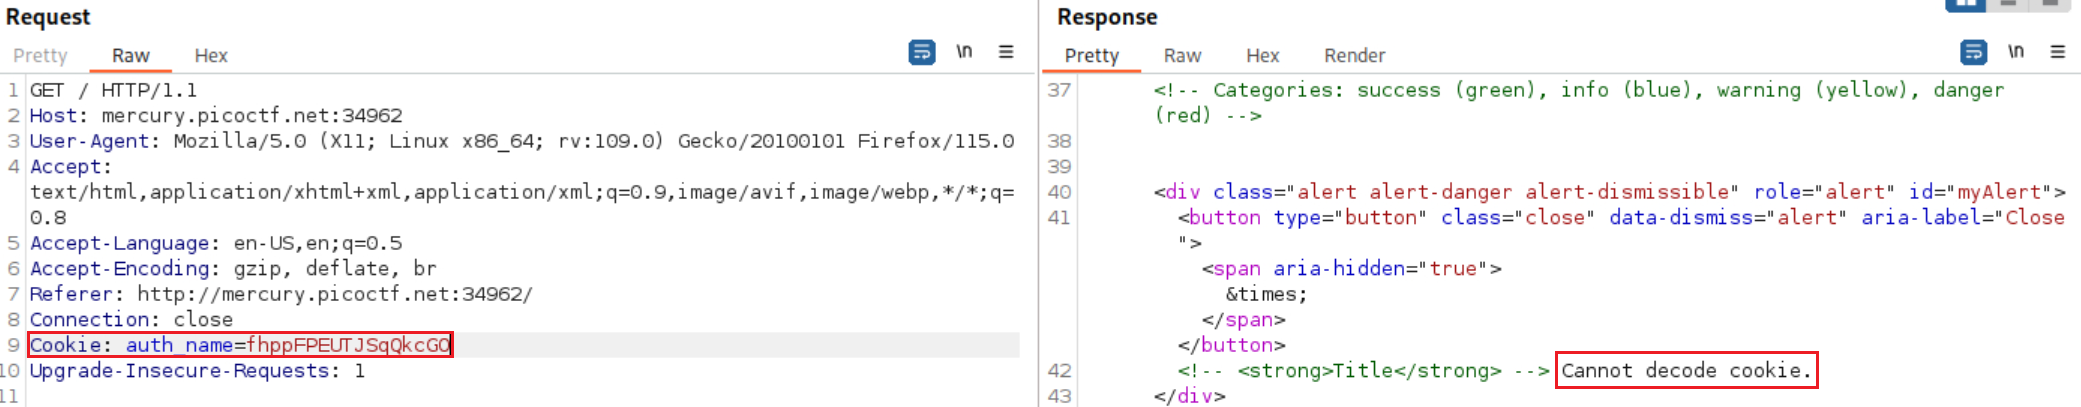 Request
Pretty Raw Hex \n
1 GET / HTTP/1.1
2 Host: mercury.picoctf.net:34962
3 User-Agent: Mozilla/5.0 (X11; Linux x86_64; rv:109.0) Gecko/20100101 Firefox/115.0
4 Accept:
text/html,application/xhtml+xml,application/xml;q=0.9,image/avif,image/webp,*/*;q=
0.8
5 Accept-Language: en-US,en;q=0.5
6 Accept-Encoding: gzip, deflate, br
7 Referer: http://mercury.picoctf.net:34962/
8 Connection: close
9 Cookie: auth_name=fhppFPEUTJSqQkcGO
10 Upgrade-Insecure-Requests: 1
11
Response
Pretty Raw Hex Render \n
37 <!-- Categories: success (green), info (blue), warning (yellow), danger
(red) -->
38
39
40 <div class="alert alert-danger alert-dismissible" role="alert" id="myAlert">
41 <button type="button" class="close" data-dismiss="alert" aria-label="Close
">
<span aria-hidden="true">
&times;
</span>
</button>
42 <!-- <strong>Title</strong> --> Cannot decode cookie.
43 </div>